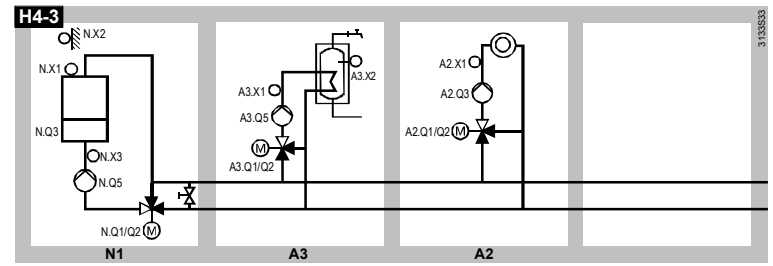 H4-3
3133S33
N.X2
N.X1
N.Q3
N.X3
N.Q5
N.Q1/Q2 M
N1
A3.X2
A3.X1
A3.Q5
M
A3.Q1/Q2
A3
A2.X1
A2.Q3
A2.Q1/Q2 M
A2